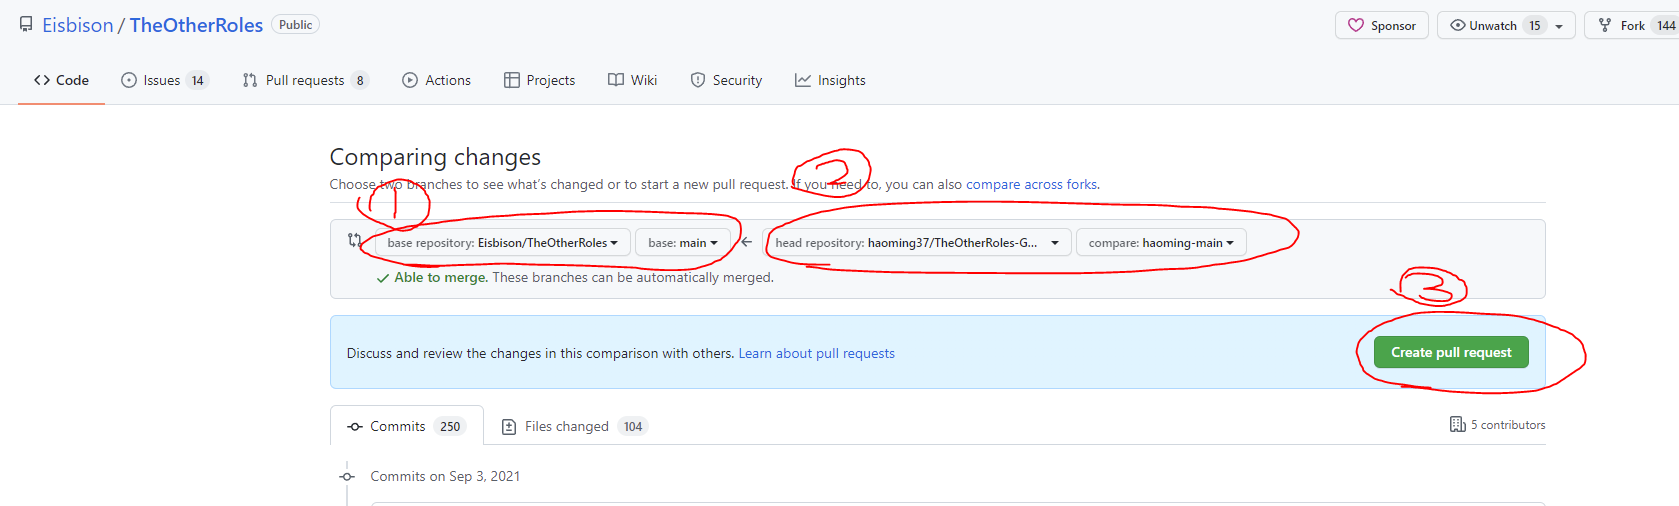 Eisbison / TheOtherRoles Public Sponsor Unwatch 15 Fork 144
Code Issues 14 Pull requests 8 Actions Projects Wiki Security Insights
Comparing changes
2
Choose two branches to see what's changed or to start a new pull request. If you need to, you can also compare across forks.
1
base repository: Eisbison/TheOtherRoles base: main ← head repository: haoming37/TheOtherRoles-G... compare: haoming-main
Able to merge. These branches can be automatically merged.
3
Discuss and review the changes in this comparison with others. Learn about pull requests Create pull request
Commits 250 Files changed 104 5 contributors
Commits on Sep 3, 2021